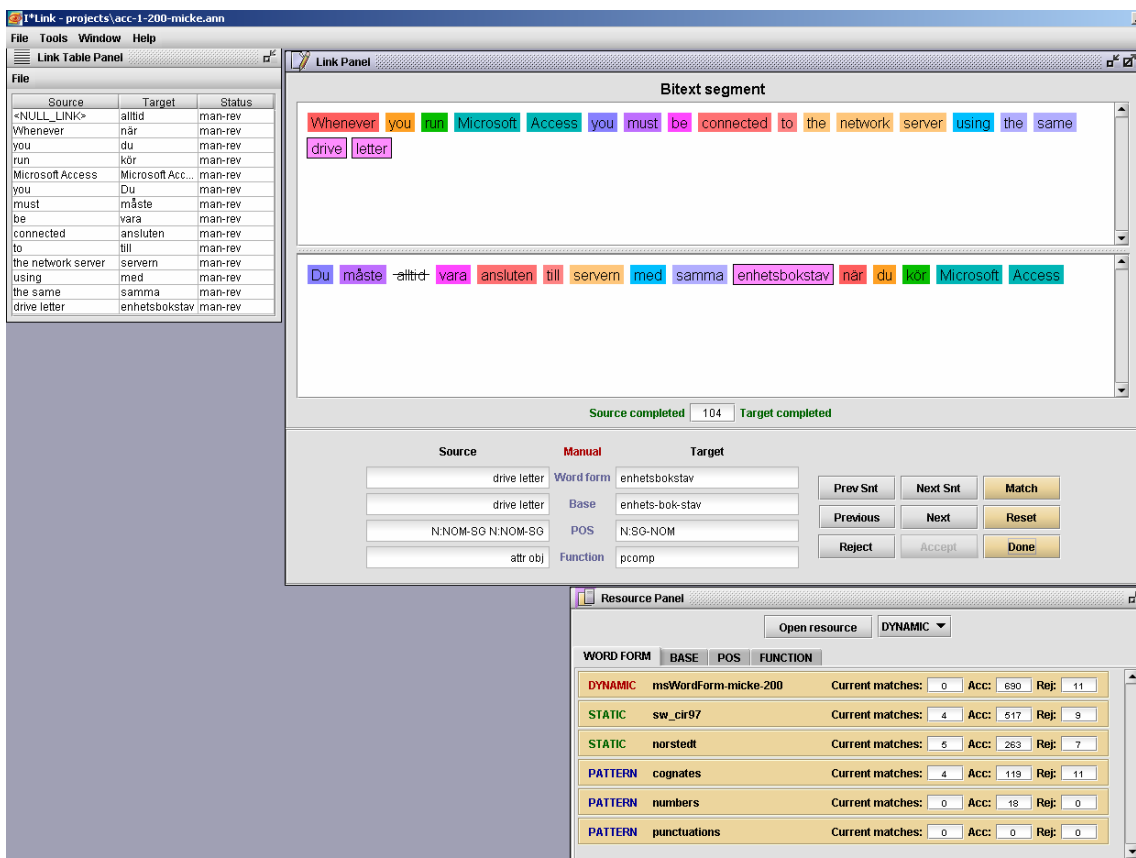 I*Link - projects\acc-1-200-micke.ann
File Tools Window Help
Link Table Panel
File
Source Target Status
<NULL_LINK> alltid man-rev
Whenever när man-rev
you du man-rev
run kör man-rev
Microsoft Access Microsoft Acc... man-rev
you Du man-rev
must måste man-rev
be vara man-rev
connected ansluten man-rev
to till man-rev
the network server servern man-rev
using med man-rev
the same samma man-rev
drive letter enhetsbokstav man-rev
Link Panel
Bitext segment
Whenever you run Microsoft Access you must be connected to the network server using the same
drive letter
Du måste alltid vara ansluten till servern med samma enhetsbokstav när du kör Microsoft Access
Source completed 104 Target completed
Source Manual Target
drive letter Word form enhetsbokstav
drive letter Base enhets-bok-stav
N:NOM-SG N:NOM-SG POS N:SG-NOM
attr obj Function pcomp
Prev Snt Next Snt Match
Previous Next Reset
Reject Accept Done
Resource Panel
Open resource DYNAMIC
WORD FORM BASE POS FUNCTION
DYNAMIC msWordForm-micke-200 Current matches: 0 Acc: 690 Rej: 11
STATIC sw_cir97 Current matches: 4 Acc: 517 Rej: 9
STATIC norstedt Current matches: 5 Acc: 263 Rej: 7
PATTERN cognates Current matches: 4 Acc: 119 Rej: 11
PATTERN numbers Current matches: 0 Acc: 18 Rej: 0
PATTERN punctuations Current matches: 0 Acc: 0 Rej: 0